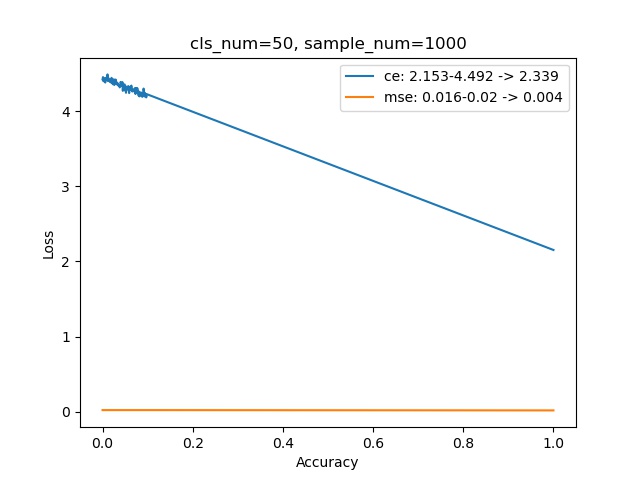 cls_num=50, sample_num=1000
ce: 2.153-4.492 -> 2.339
mse: 0.016-0.02 -> 0.004
Loss
4
3
2
1
0
0.0 0.2 0.4 0.6 0.8 1.0
Accuracy